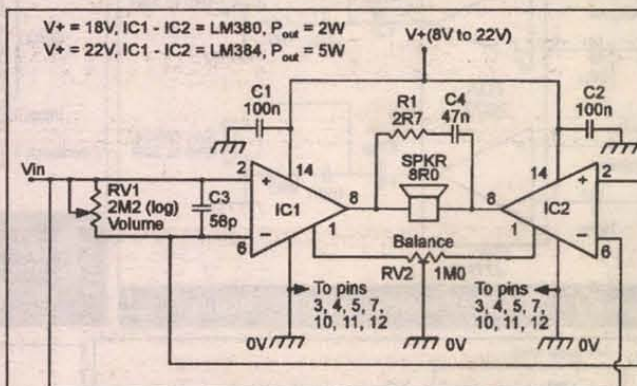 V+ = 18V, IC1 - IC2 = LM380, Pout = 2W
V+ = 22V, IC1 - IC2 = LM384, Pout = 5W
V+(8V to 22V)
C1
100n
R1
2R7
C4
47n
C2
100n
SPKR
8R0
Vin
2
14
8
8
14
2
RV1
2M2 (log)
Volume
C3
56p
+
IC1
−
+
IC2
−
6
1
1
6
Balance
RV2
1M0
To pins
3, 4, 5, 7,
10, 11, 12
To pins
3, 4, 5, 7,
10, 11, 12
0V
0V
0V